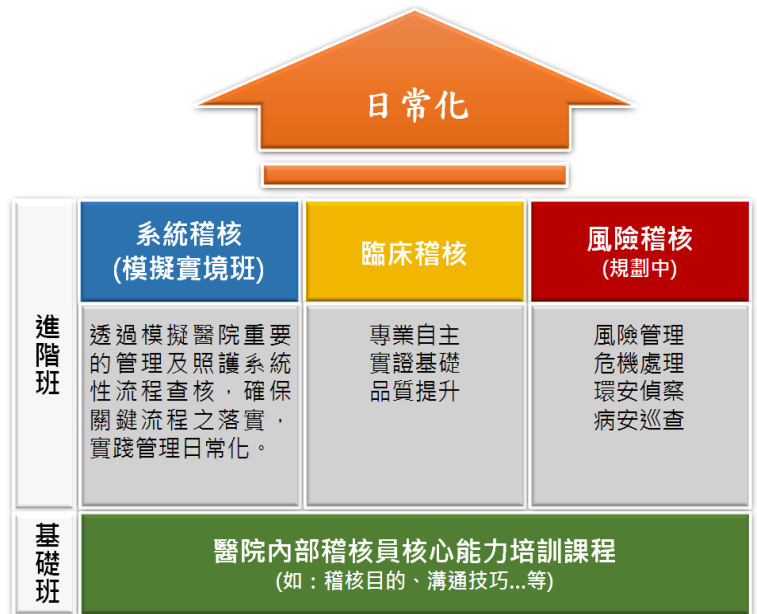 日常化
系統稽核
(模擬實境班)
臨床稽核
風險稽核
(規劃中)
進階班
透過模擬醫院重要
的管理及照護系統
性流程查核，確保
關鍵流程之落實，
實踐管理日常化。
專業自主
實證基礎
品質提升
風險管理
危機處理
環安偵察
病安巡查
基礎班
醫院內部稽核員核心能力培訓課程
(如：稽核目的、溝通技巧...等)